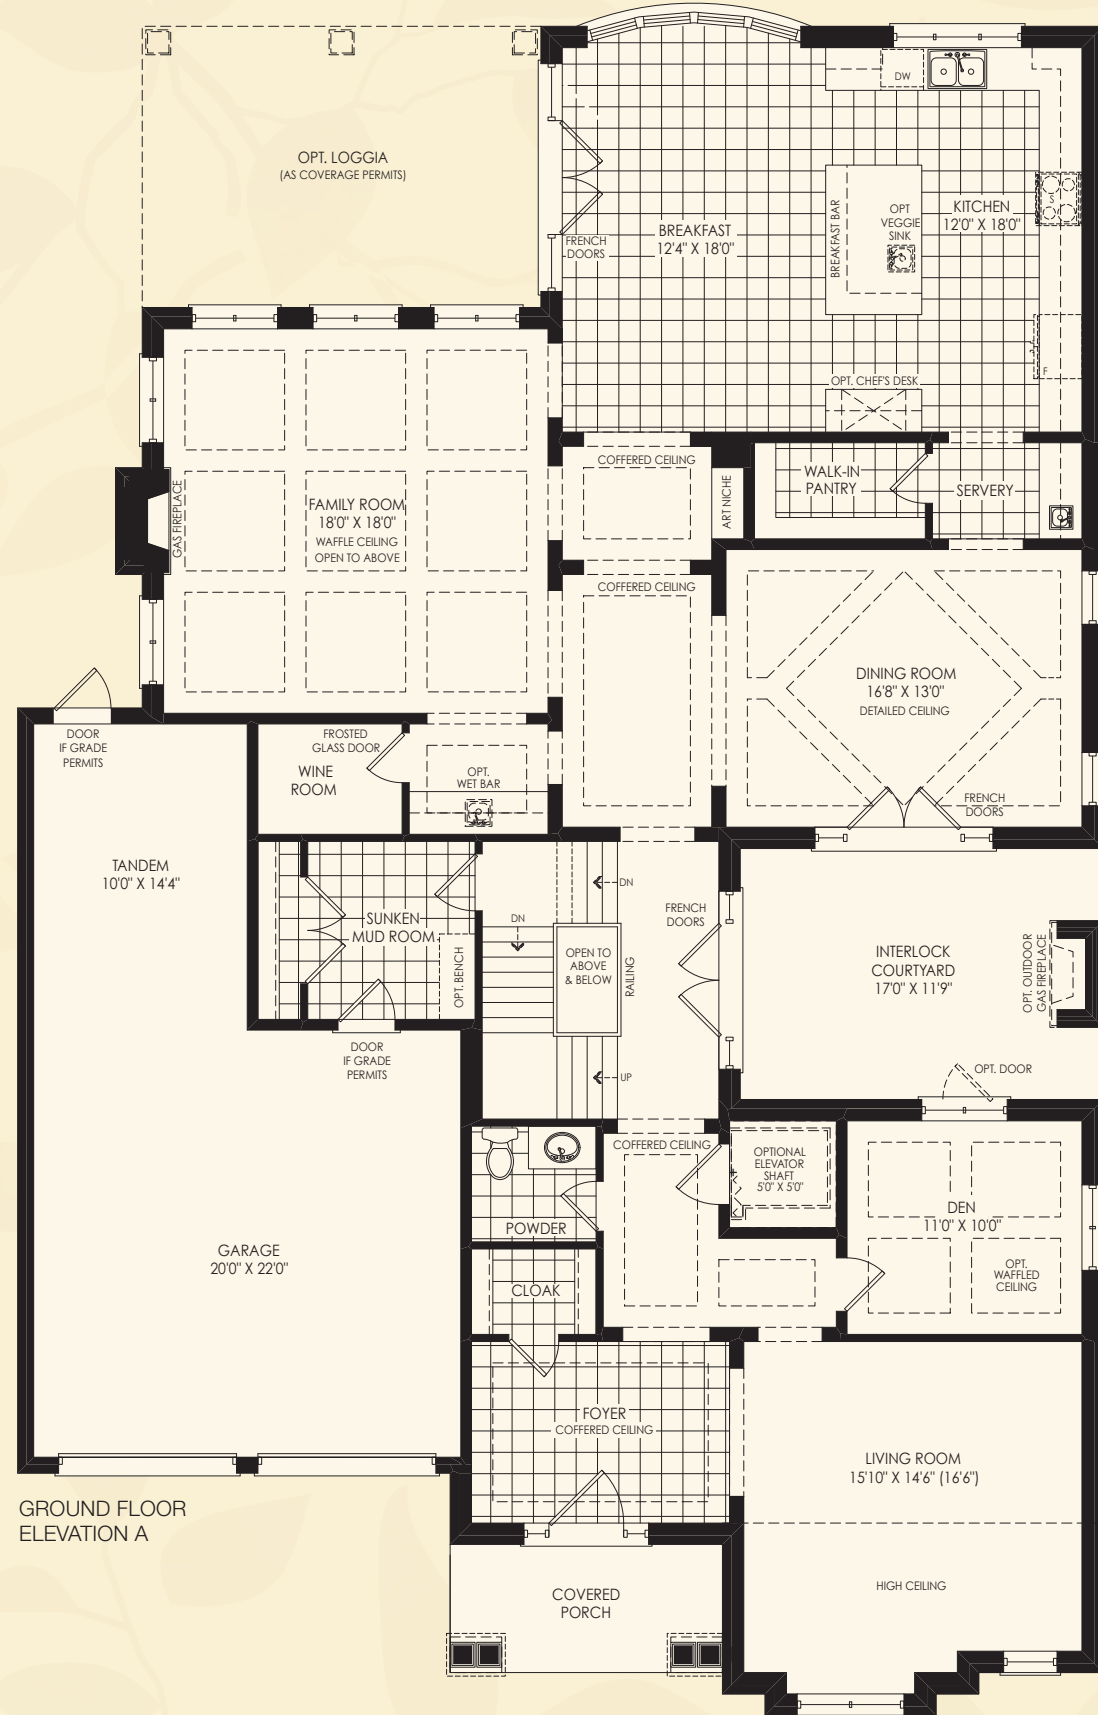 DW
OPT. LOGGIA
(AS COVERAGE PERMITS)
FRENCH
DOORS
BREAKFAST
12'4" X 18'0"
BREAKFAST BAR
OPT
VEGGIE
SINK
KITCHEN
12'0" X 18'0"
S
F
OPT. CHEF'S DESK
GAS FIREPLACE
FAMILY ROOM
18'0" X 18'0"
WAFFLE CEILING
OPEN TO ABOVE
COFFERED CEILING
ART NICHE
WALK-IN
PANTRY
SERVERY
COFFERED CEILING
DINING ROOM
16'8" X 13'0"
DETAILED CEILING
FRENCH
DOORS
DOOR
IF GRADE
PERMITS
FROSTED
GLASS DOOR
WINE
ROOM
OPT.
WET BAR
TANDEM
10'0" X 14'4"
SUNKEN
MUD ROOM
OPT. BENCH
DN
DN
OPEN TO
ABOVE
& BELOW
RAILING
UP
FRENCH
DOORS
INTERLOCK
COURTYARD
17'0" X 11'9"
OPT. OUTDOOR
GAS FIREPLACE
OPT. DOOR
DOOR
IF GRADE
PERMITS
COFFERED CEILING
OPTIONAL
ELEVATOR
SHAFT
5'0" X 5'0"
DEN
11'0" X 10'0"
OPT.
WAFFLED
CEILING
POWDER
CLOAK
GARAGE
20'0" X 22'0"
FOYER
COFFERED CEILING
LIVING ROOM
15'10" X 14'6" (16'6")
HIGH CEILING
COVERED
PORCH
GROUND FLOOR
ELEVATION A